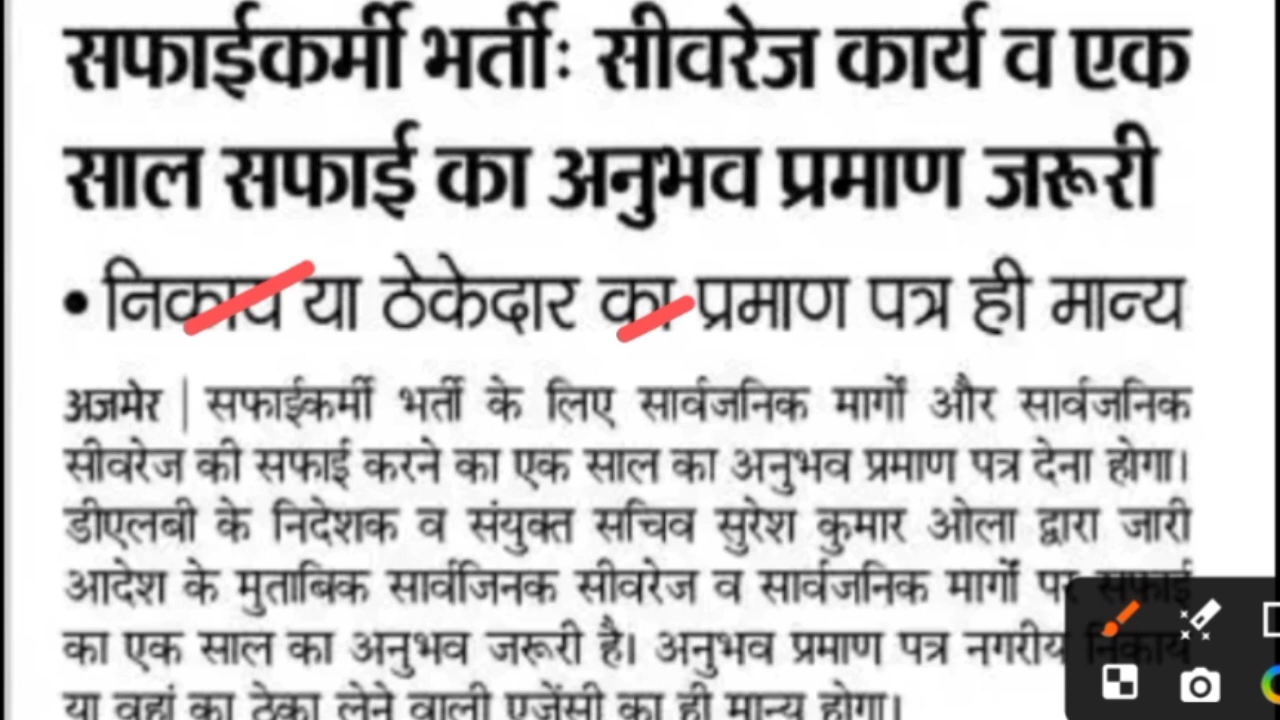 सफाईकर्मी भर्तीः सीवरेज कार्य व एक
साल सफाई का अनुभव प्रमाण जरूरी
• निकाय या ठेकेदार का प्रमाण पत्र ही मान्य
अजमेर | सफाईकर्मी भर्ती के लिए सार्वजनिक मार्गों और सार्वजनिक
सीवरेज की सफाई करने का एक साल का अनुभव प्रमाण पत्र देना होगा।
डीएलबी के निदेशक व संयुक्त सचिव सुरेश कुमार ओला द्वारा जारी
आदेश के मुताबिक सार्वजिनक सीवरेज व सार्वजनिक मार्गों पर सफाई
का एक साल का अनुभव जरूरी है। अनुभव प्रमाण पत्र नगरीय निकाय
या वहां का ठेका लेने वाली एजेंसी का ही मान्य होगा।